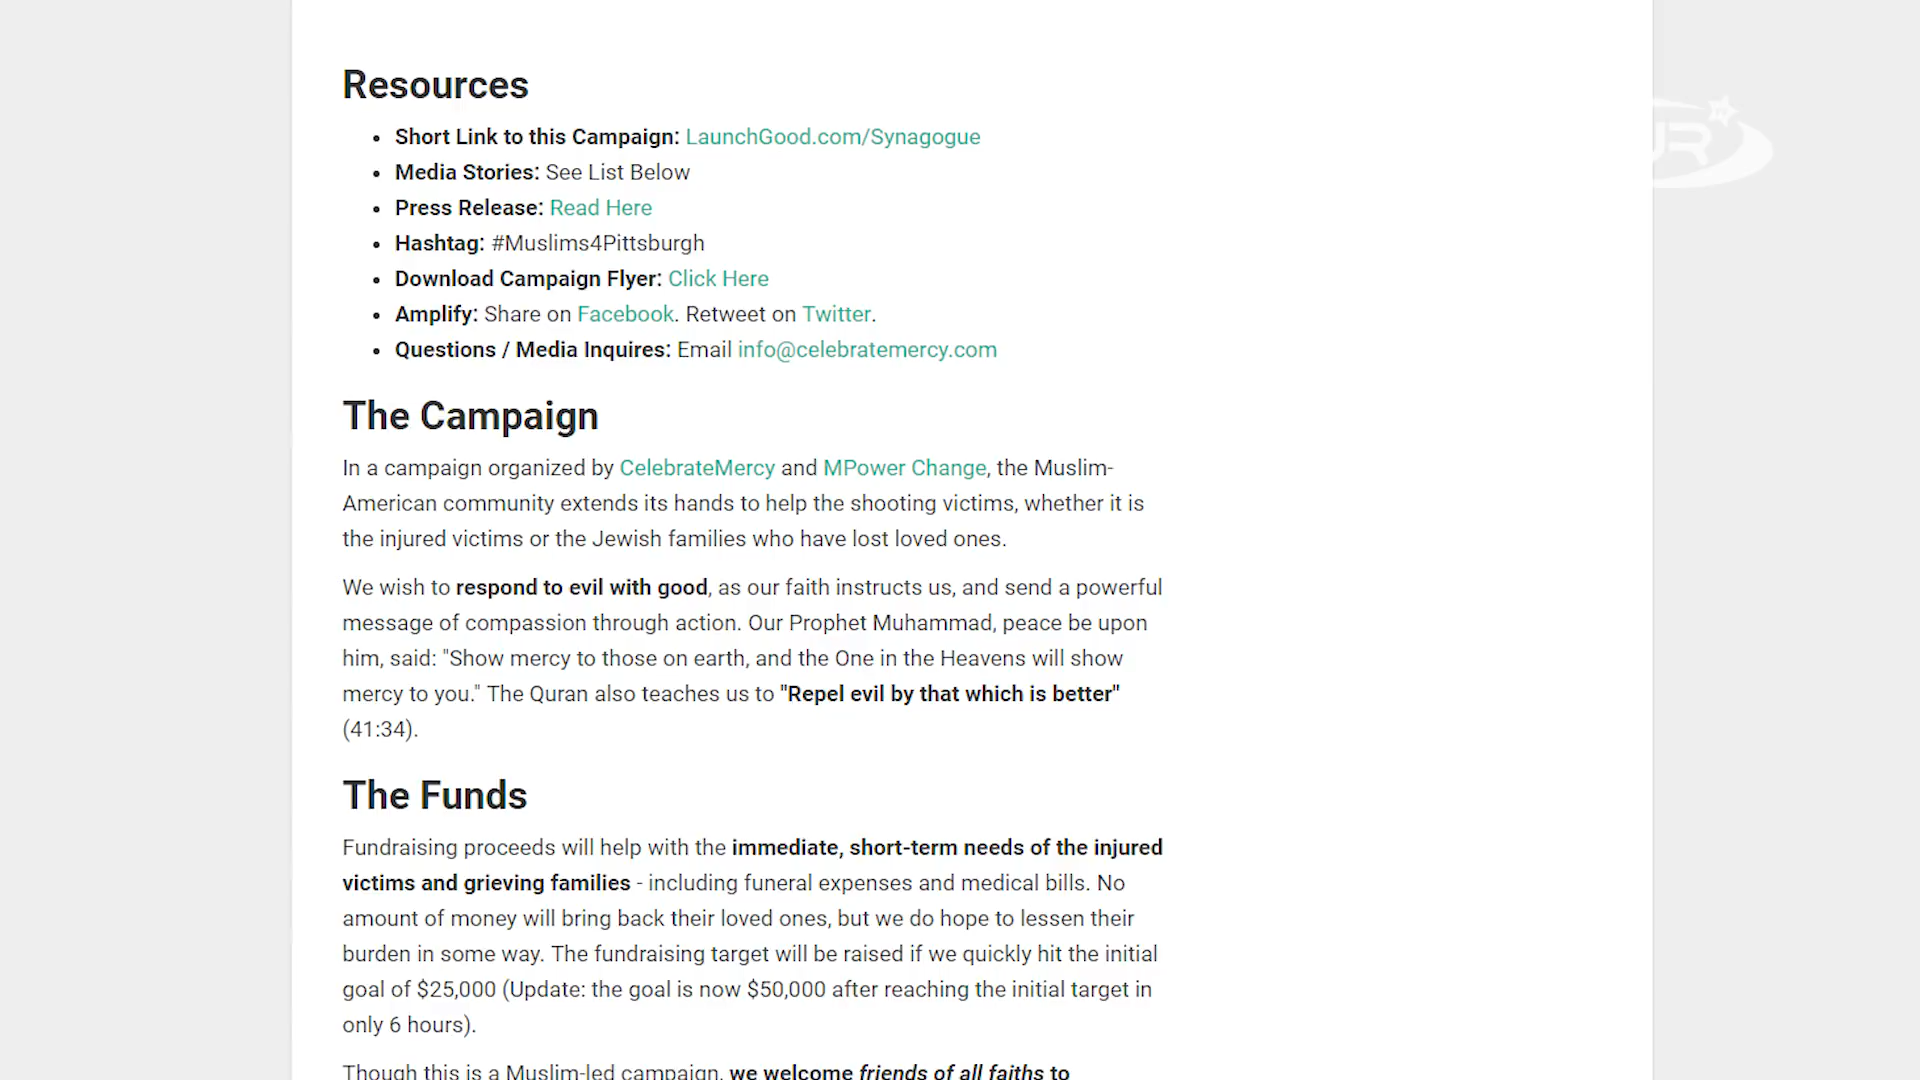 Resources
• Short Link to this Campaign: LaunchGood.com/Synagogue
• Media Stories: See List Below
• Press Release: Read Here
• Hashtag: #Muslims4Pittsburgh
• Download Campaign Flyer: Click Here
• Amplify: Share on Facebook. Retweet on Twitter.
• Questions / Media Inquires: Email info@celebratemercy.com
The Campaign
In a campaign organized by CelebrateMercy and MPower Change, the Muslim-
American community extends its hands to help the shooting victims, whether it is
the injured victims or the Jewish families who have lost loved ones.
We wish to respond to evil with good, as our faith instructs us, and send a powerful
message of compassion through action. Our Prophet Muhammad, peace be upon
him, said: "Show mercy to those on earth, and the One in the Heavens will show
mercy to you." The Quran also teaches us to "Repel evil by that which is better"
(41:34).
The Funds
Fundraising proceeds will help with the immediate, short-term needs of the injured
victims and grieving families - including funeral expenses and medical bills. No
amount of money will bring back their loved ones, but we do hope to lessen their
burden in some way. The fundraising target will be raised if we quickly hit the initial
goal of $25,000 (Update: the goal is now $50,000 after reaching the initial target in
only 6 hours).
Though this is a Muslim-led campaign, we welcome friends of all faiths to